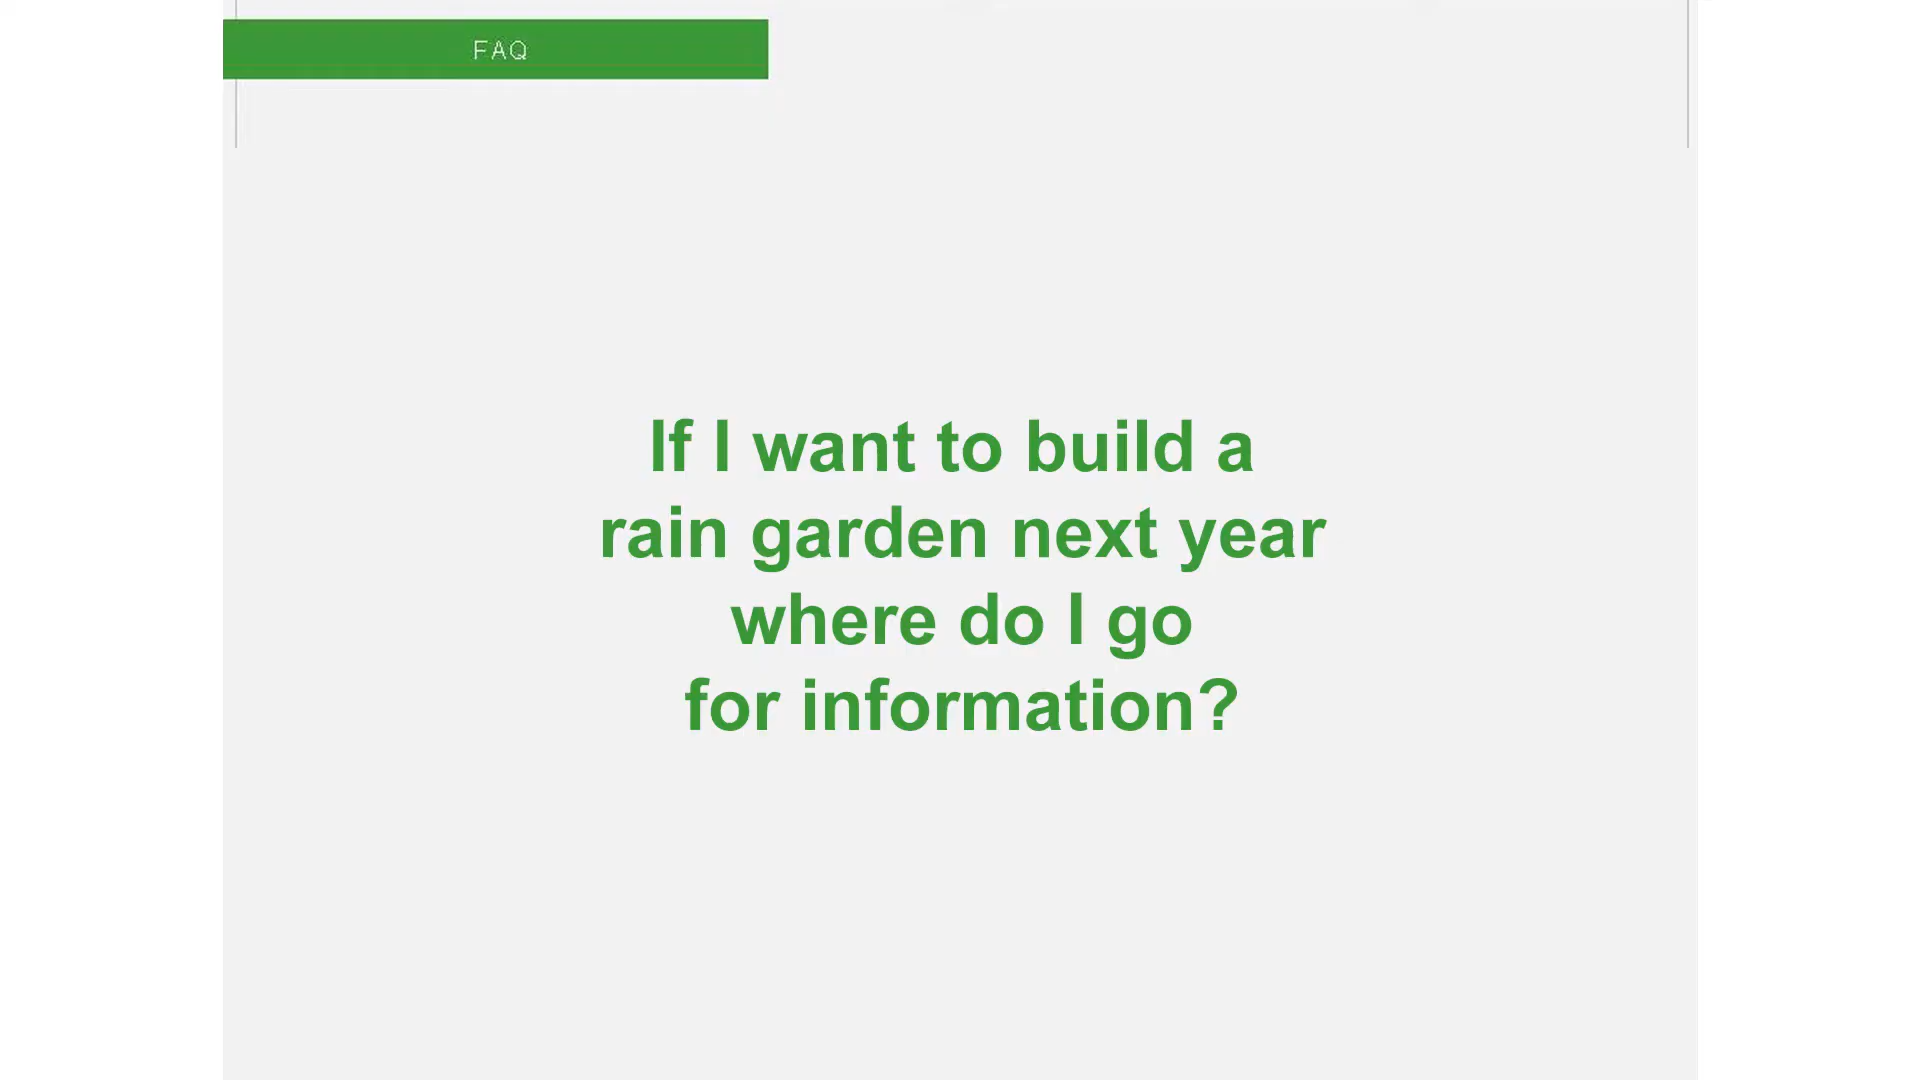 FAQ
If I want to build a
rain garden next year
where do I go
for information?